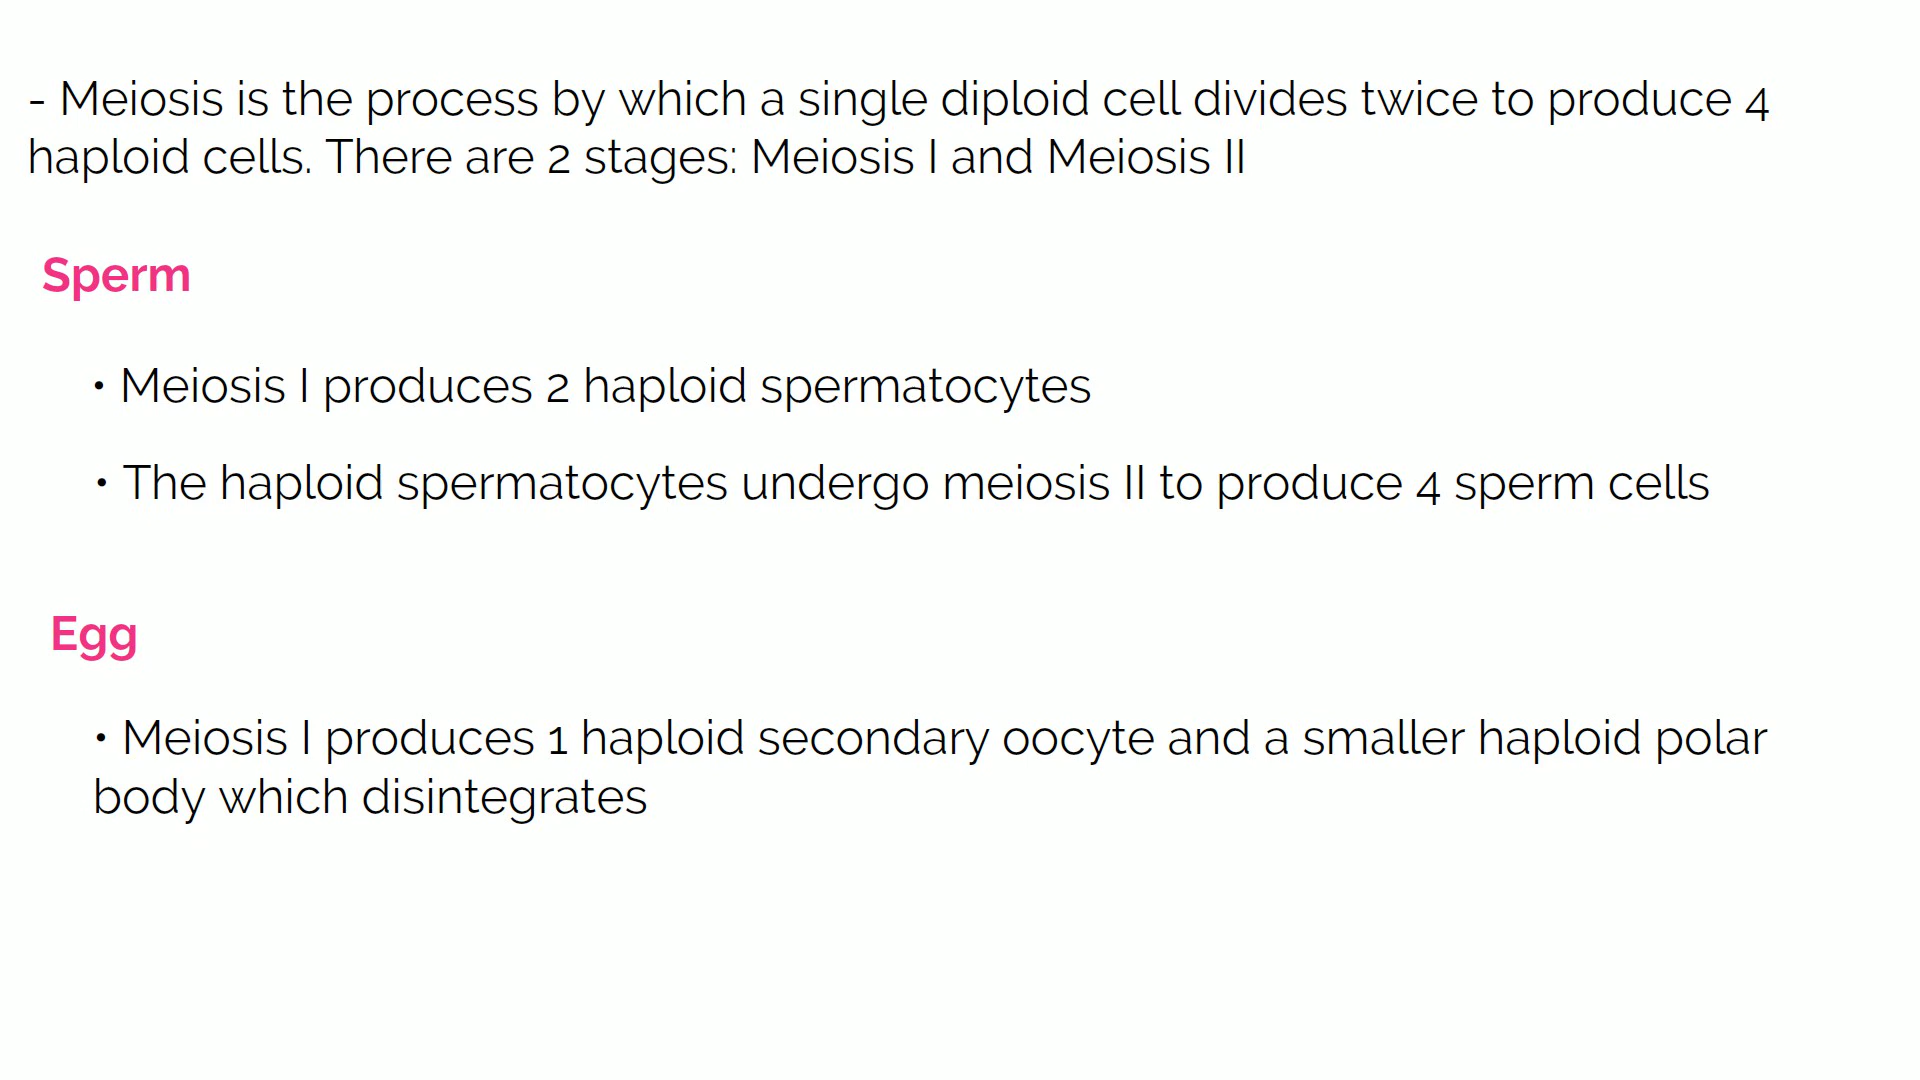 - Meiosis is the process by which a single diploid cell divides twice to produce 4
haploid cells. There are 2 stages: Meiosis I and Meiosis II
Sperm
• Meiosis I produces 2 haploid spermatocytes
• The haploid spermatocytes undergo meiosis II to produce 4 sperm cells
Egg
• Meiosis I produces 1 haploid secondary oocyte and a smaller haploid polar
body which disintegrates